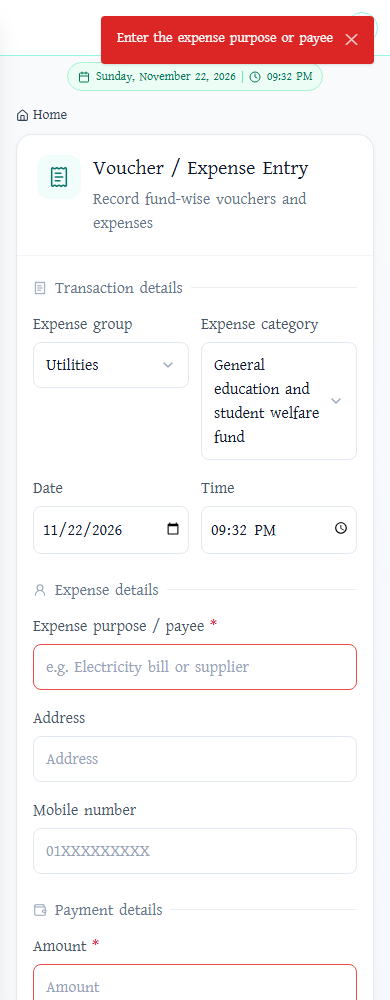 Enter the expense purpose or payee
Sunday, November 22, 2026 | 09:32 PM
Home
Voucher / Expense Entry
Record fund-wise vouchers and
expenses
Transaction details
Expense group
Expense category
Utilities
General
education and
student welfare
fund
Date
Time
11/22/2026
09:32 PM
Expense details
Expense purpose / payee *
e.g. Electricity bill or supplier
Address
Address
Mobile number
01XXXXXXXXX
Payment details
Amount *
Amount